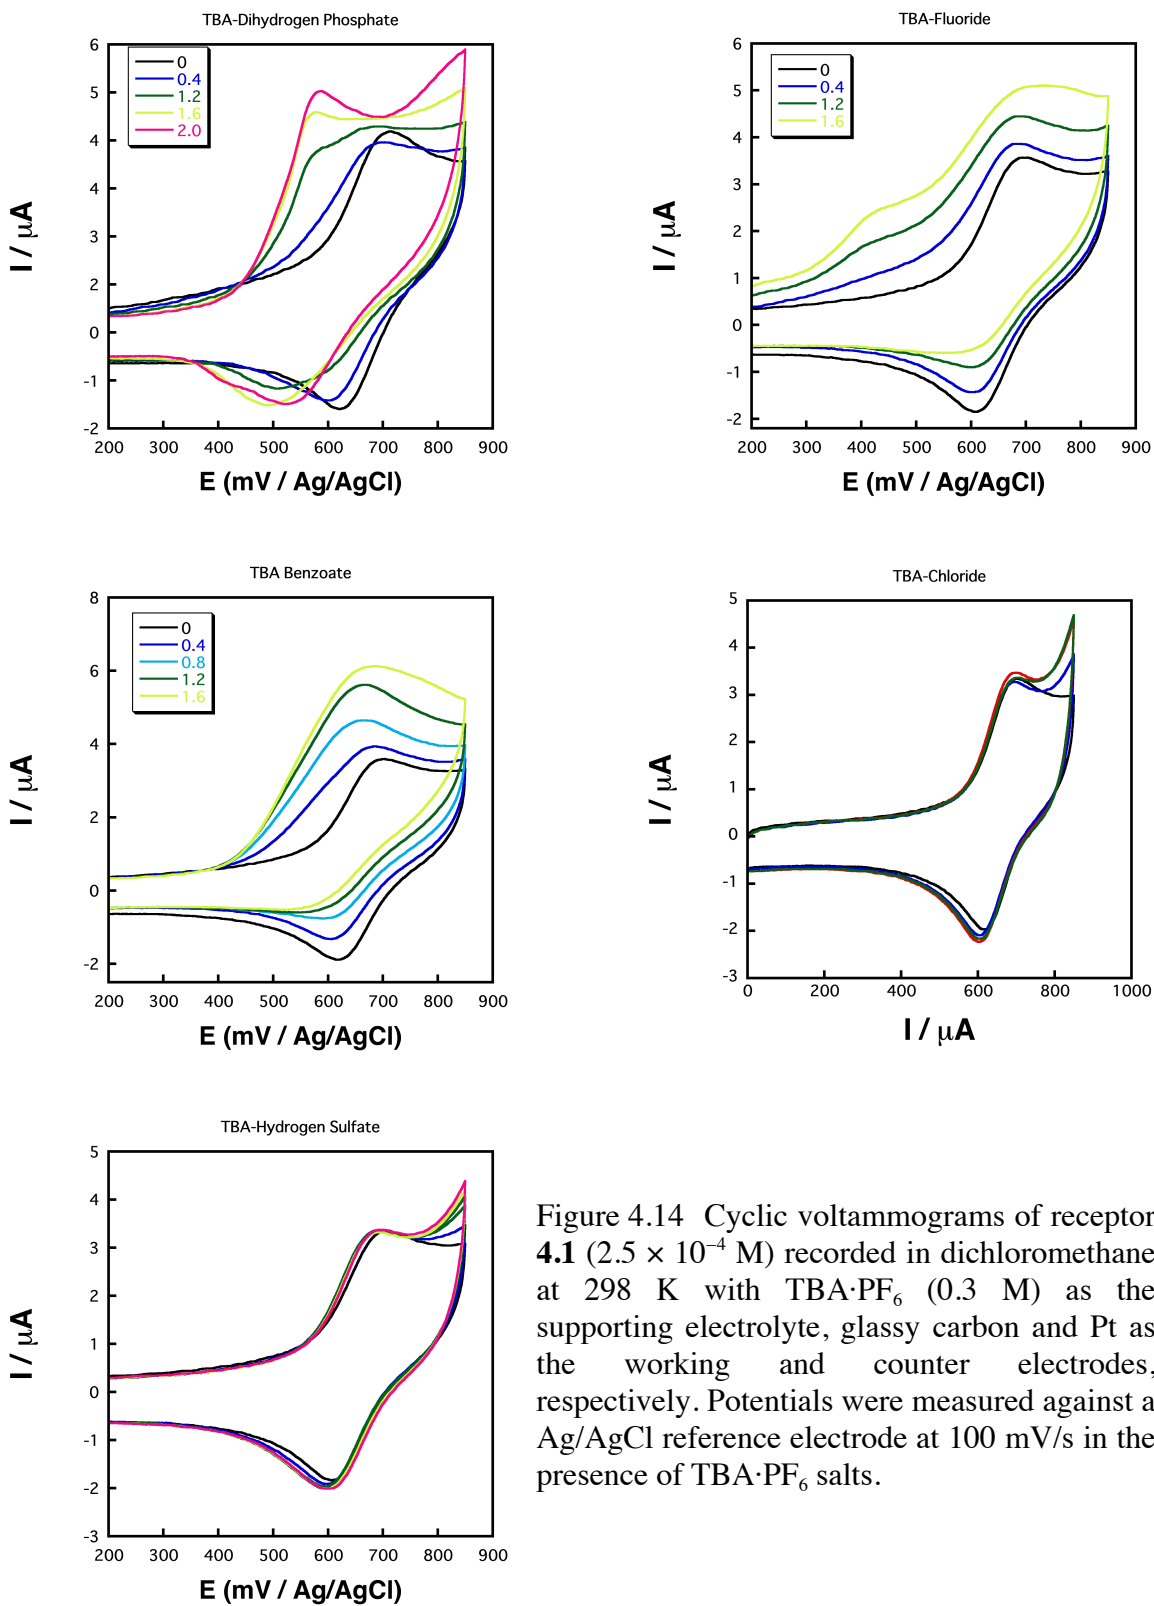 TBA-Dihydrogen Phosphate
6
5
4
4
3
2
0
-1
-2
0
0.4
1.2
1.6
2.0
200 300 400 500 600 700 800 900
I / μA
E (mV / Ag/AgCl)
TBA-Fluoride
6
5
4
3
2
1
0
-1
-2
0
0.4
1.2
1.6
200 300 400 500 600 700 800 900
I / μA
E (mV / Ag/AgCl)
TBA Benzoate
8
6
4
2
0
-2
0
0.4
0.8
1.2
1.6
200 300 400 500 600 700 800 900
I / μA
E (mV / Ag/AgCl)
TBA-Chloride
5
4
3
2
1
0
-1
-2
-3
0 200 400 600 800 1000
I / μA
I / μA
TBA-Hydrogen Sulfate
5
4
3
2
1
0
-1
-2
-3
200 300 400 500 600 700 800 900
I / μA
E (mV / Ag/AgCl)
Figure 4.14 Cyclic voltammograms of receptor
4.1 (2.5 × 10⁻⁴ M) recorded in dichloromethane
at 298 K with TBA·PF₆ (0.3 M) as the
supporting electrolyte, glassy carbon and Pt as
the working and counter electrodes,
respectively. Potentials were measured against a
Ag/AgCl reference electrode at 100 mV/s in the
presence of TBA·PF₆ salts.